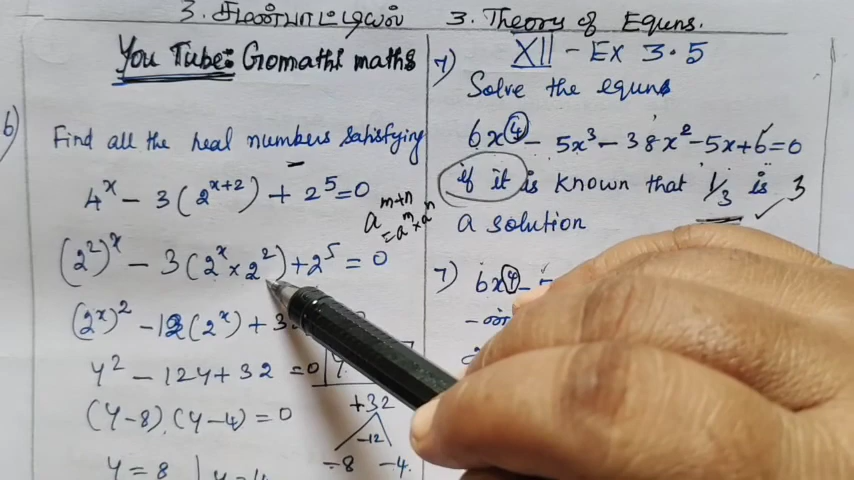 3. சமன்பாட்டியல் 3. Theory of Equns.
You Tube: Gomathi maths
6)
Find all the real numbers satisfying
4^x - 3(2^{x+2}) + 2^5 = 0
a^{m+n}
= a^m × a^n
(2^2)^x - 3(2^x × 2^2) + 2^5 = 0
(2^x)^2 - 12(2^x) + 3
y^2 - 12y + 32 = 0
(y-8)(y-4) = 0
+32
-12
-8 -4
y = 8 | y = 4
7) XII - Ex 3.5
Solve the equns
6x^4 - 5x^3 - 38x^2 - 5x + 6 = 0
if it is known that 1/3 is 3
a solution
7) 6x^4 -